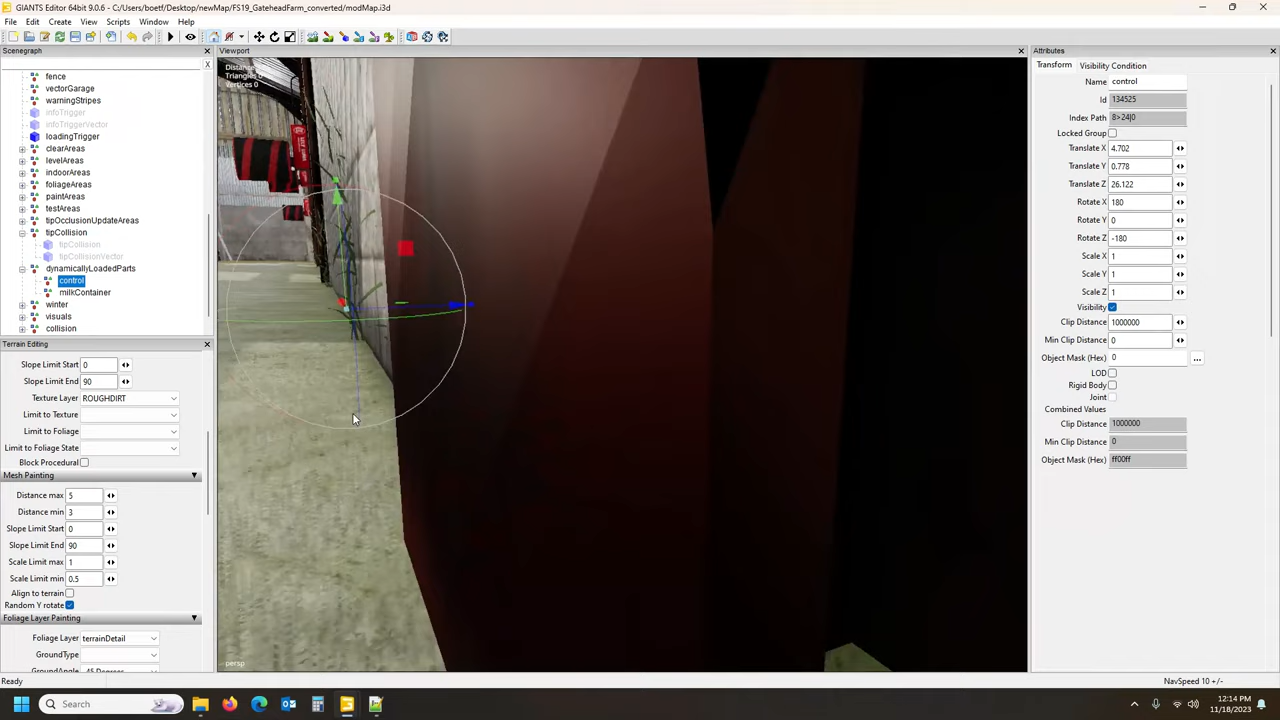 GIANTS Editor 64bit - C:/Users/boetf/Desktop/newMap/FS19_GateheadFarm_converted/modMap.i3d
File Edit Create View Scripts Window Help
Scenegraph
X
fence
vectorGarage
warningStripes
infoTrigger
infoTriggerVector
loadingTrigger
clearAreas
levelAreas
indoorAreas
foliageAreas
paintAreas
testAreas
tipOcclusionUpdateAreas
tipCollision
tipCollision
tipCollisionVector
dynamicallyLoadedParts
control
milkContainer
winter
visuals
collision
Terrain Editing
Slope Limit Start 0
Slope Limit End 90
Texture Layer ROUGHDIRT
Limit to Texture
Limit to Foliage
Limit to Foliage State
Block Procedural
Mesh Painting
Distance max 5
Distance min 3
Slope Limit Start 0
Slope Limit End 90
Scale Limit max 1
Scale Limit min 0.5
Align to terrain
Random Y rotate
Foliage Layer Painting
Foliage Layer terrainDetail
GroundType
GroundAngle -45 Degrees
Ready
Viewport
Distance
Triangles 0
Vertices 0
persp
Attributes
Transform Visibility Condition
Name control
Id 134525
Index Path 8>24|0
Locked Group
Translate X 4.702
Translate Y 0.778
Translate Z 26.122
Rotate X 180
Rotate Y 0
Rotate Z -180
Scale X 1
Scale Y 1
Scale Z 1
Visibility
Clip Distance 1000000
Min Clip Distance 0
Object Mask (Hex) 0 ...
LOD
Rigid Body
Joint
Combined Values
Clip Distance 1000000
Min Clip Distance 0
Object Mask (Hex) ff00ff
NavSpeed 10 +/-
Search
12:14 PM
11/18/2023